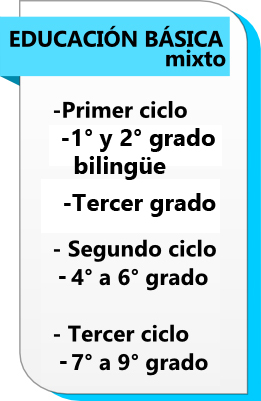 EDUCACIÓN BÁSICA
mixto
-Primer ciclo
-1° y 2° grado
bilingüe
-Tercer grado
- Segundo ciclo
- 4° a 6° grado
- Tercer ciclo
- 7° a 9° grado